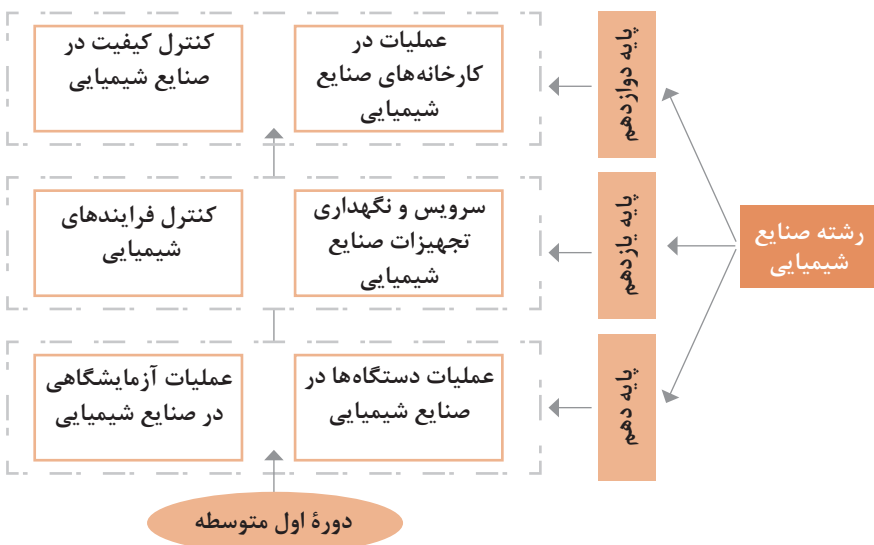 رشته صنایع
شیمیایی
پایه دوازدهم
عملیات در
کارخانه‌های صنایع
شیمیایی
کنترل کیفیت در
صنایع شیمیایی
پایه یازدهم
سرویس و نگهداری
تجهیزات صنایع
شیمیایی
کنترل فرایندهای
شیمیایی
پایه دهم
عملیات دستگاه‌ها در
صنایع شیمیایی
عملیات آزمایشگاهی
در صنایع شیمیایی
دورۀ اول متوسطه